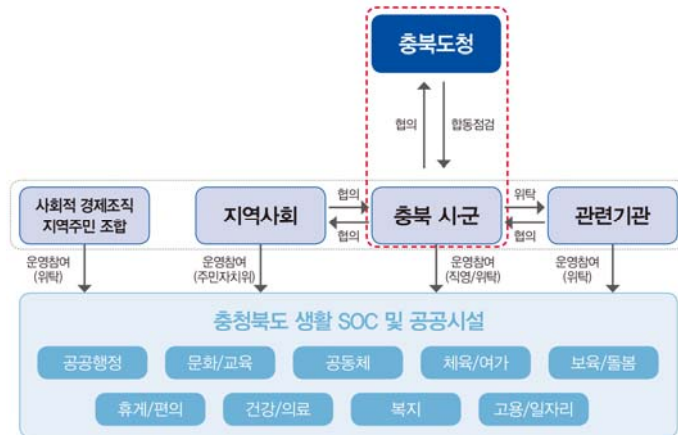 충북도청
협의
합동점검
사회적 경제조직
지역주민 조합
지역사회
협의
협의
충북 시·군
위탁
협의
관련기관
운영참여
(위탁)
운영참여
(주민자치위)
운영참여
(직영/위탁)
운영참여
(위탁)
충청북도 생활 SOC 및 공공시설
공공행정
문화/교육
공동체
체육/여가
보육/돌봄
휴게/편의
건강/의료
복지
고용/일자리